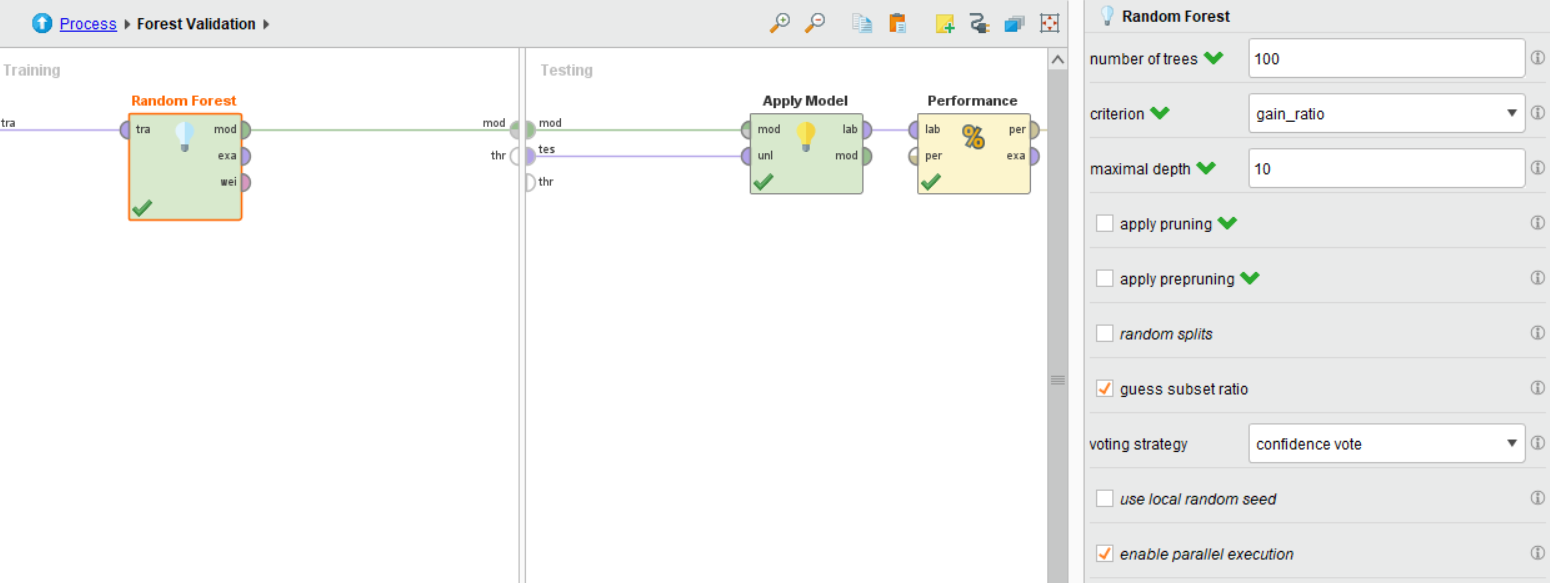 Process Forest Validation
Training
Testing
Random Forest
Apply Model
Performance
tra
tra
mod
exa
wei
mod
thr
mod
tes
thr
mod
unl
lab
mod
lab
per
%
per
exa
Random Forest
number of trees 100
criterion gain_ratio
maximal depth 10
apply pruning
apply prepruning
random splits
guess subset ratio
voting strategy confidence vote
use local random seed
enable parallel execution